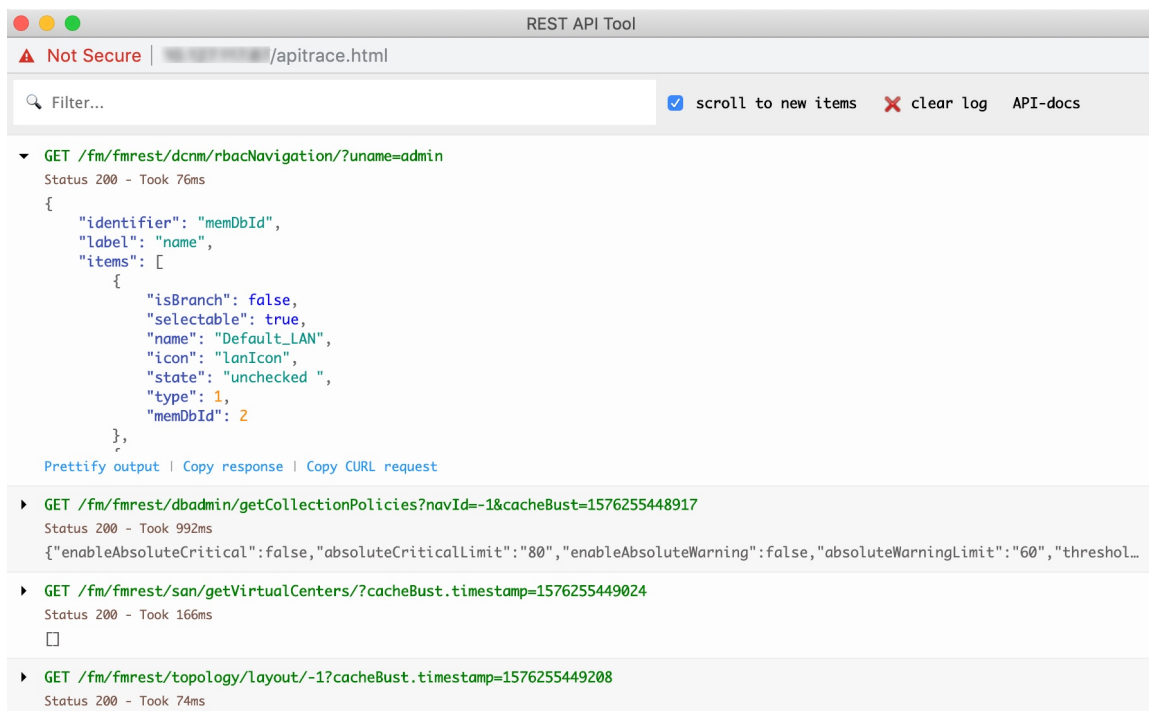 REST API Tool
Not Secure /apitrace.html
Filter... scroll to new items clear log API-docs
GET /fm/fmrest/dcnm/rbacNavigation/?uname=admin
Status 200 - Took 76ms
{
"identifier": "memDbId",
"label": "name",
"items": [
{
"isBranch": false,
"selectable": true,
"name": "Default_LAN",
"icon": "lanIcon",
"state": "unchecked ",
"type": 1,
"memDbId": 2
},
Prettify output | Copy response | Copy CURL request
GET /fm/fmrest/dbadmin/getCollectionPolicies?navId=-1&cacheBust=1576255448917
Status 200 - Took 992ms
{"enableAbsoluteCritical":false,"absoluteCriticalLimit":"80","enableAbsoluteWarning":false,"absoluteWarningLimit":"60","threshol…
GET /fm/fmrest/san/getVirtualCenters/?cacheBust.timestamp=1576255449024
Status 200 - Took 166ms
[]
GET /fm/fmrest/topology/layout/-1?cacheBust.timestamp=1576255449208
Status 200 - Took 74ms